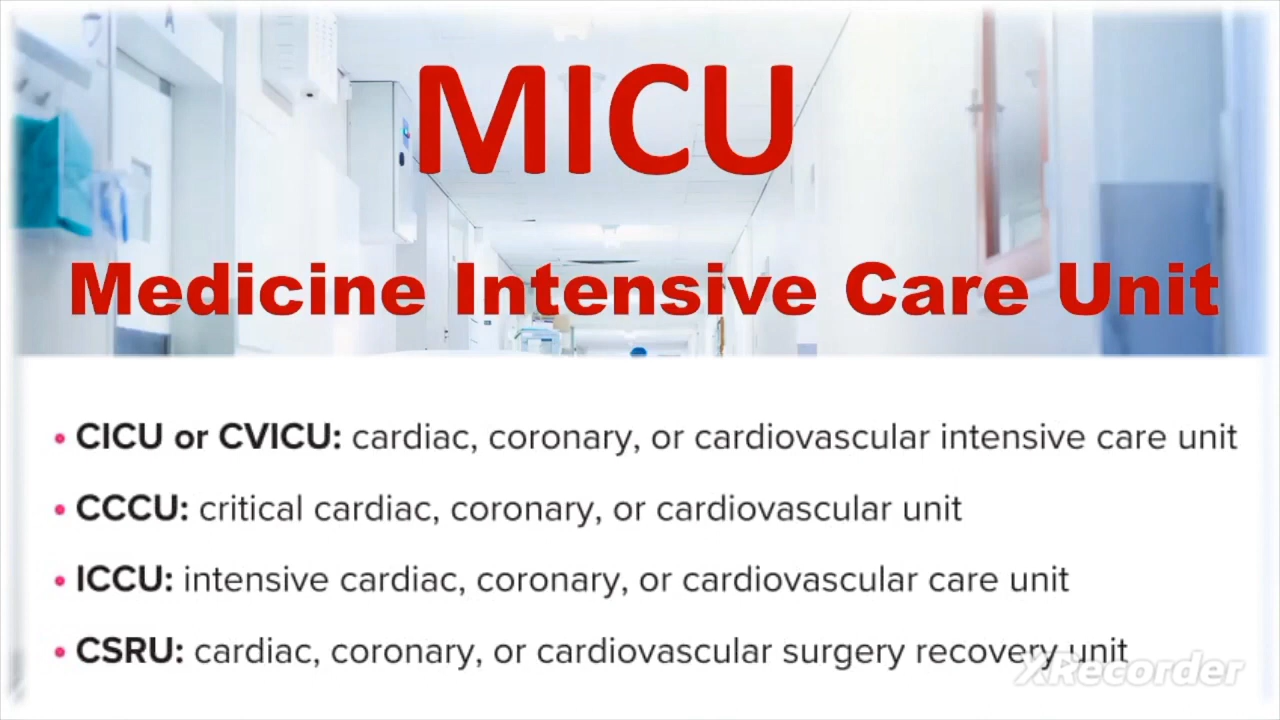 MICU
Medicine Intensive Care Unit
• CICU or CVICU: cardiac, coronary, or cardiovascular intensive care unit
• CCCU: critical cardiac, coronary, or cardiovascular unit
• ICCU: intensive cardiac, coronary, or cardiovascular care unit
• CSRU: cardiac, coronary, or cardiovascular surgery recovery unit
XRecorder